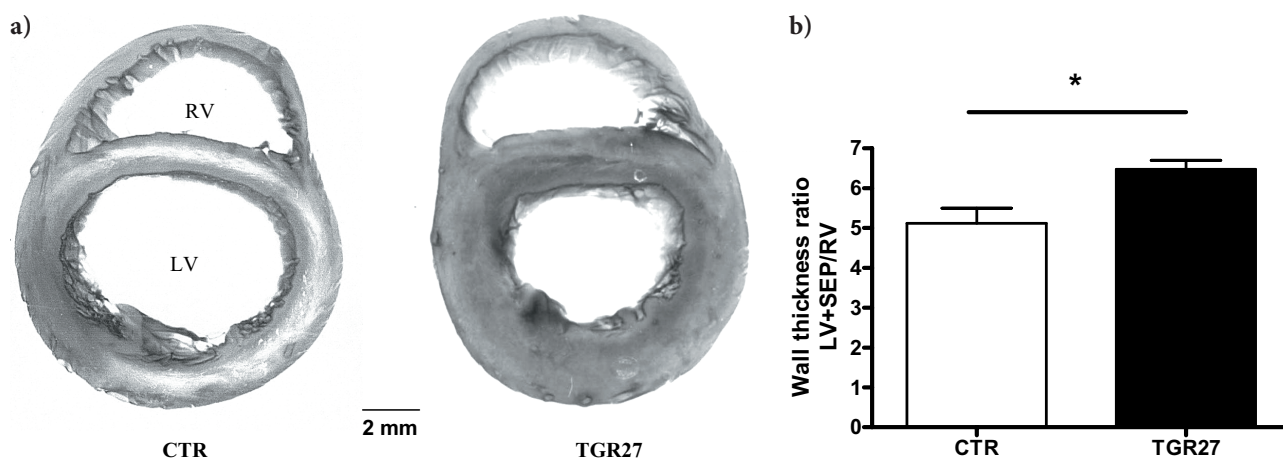 a)
RV
LV
CTR
2 mm
TGR27
b)
*
Wall thickness ratio
LV+SEP/RV
7
6
5
4
3
2
1
0
CTR
TGR27